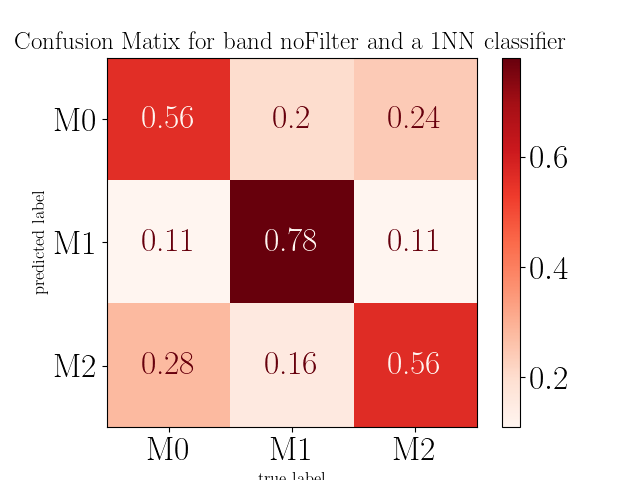 Confusion Matix for band noFilter and a 1NN classifier
M0 0.56 0.2 0.24
0.6
M1 0.11 0.78 0.11
predicted label
0.4
M2 0.28 0.16 0.56
0.2
M0 M1 M2
true label